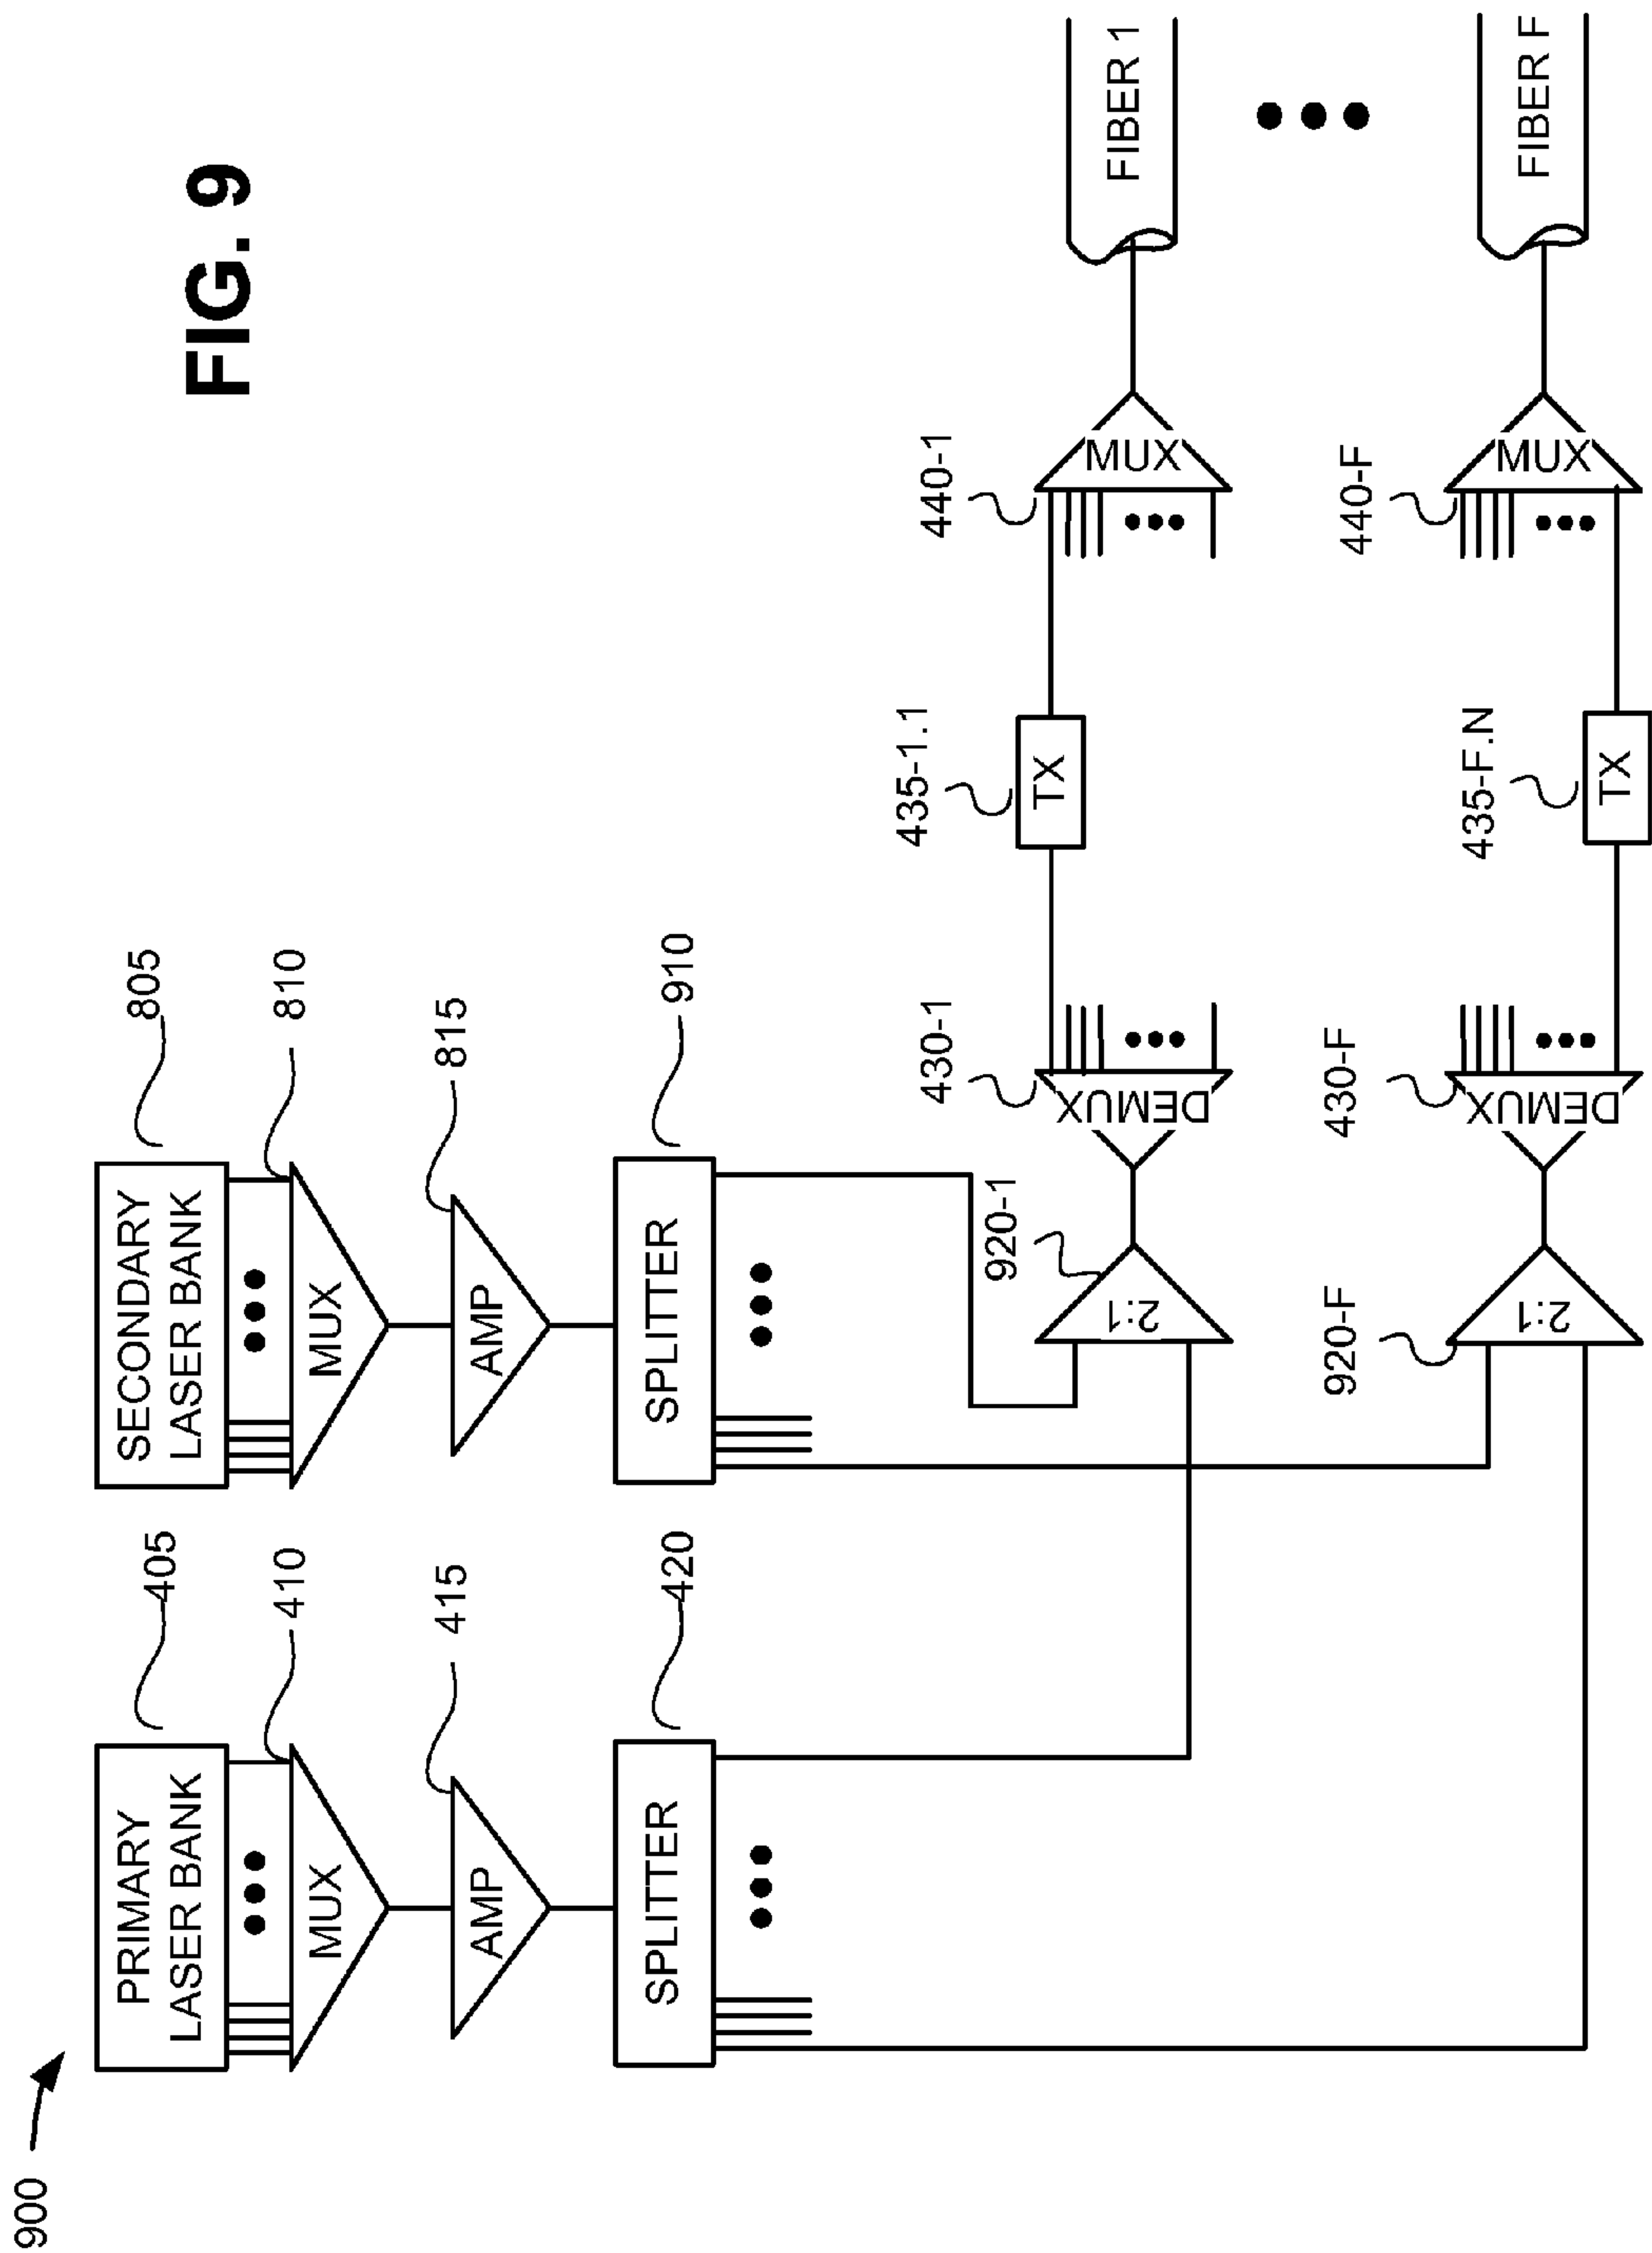 FIG. 9
900
PRIMARY
LASER BANK
405
MUX
410
AMP
415
SPLITTER
420
SECONDARY
LASER BANK
805
MUX
810
AMP
815
SPLITTER
910
2:1
920-1
DEMUX
430-1
TX
435-1.1
MUX
440-1
FIBER 1
2:1
920-F
DEMUX
430-F
TX
435-F.N
MUX
440-F
FIBER F